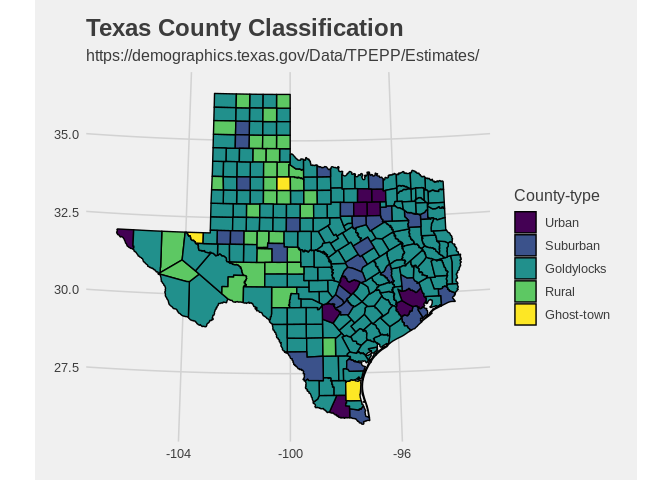 Texas County Classification
https://demographics.texas.gov/Data/TPEPP/Estimates/
35.0
32.5
30.0
27.5
-104
-100
-96
County-type
Urban
Suburban
Goldylocks
Rural
Ghost-town